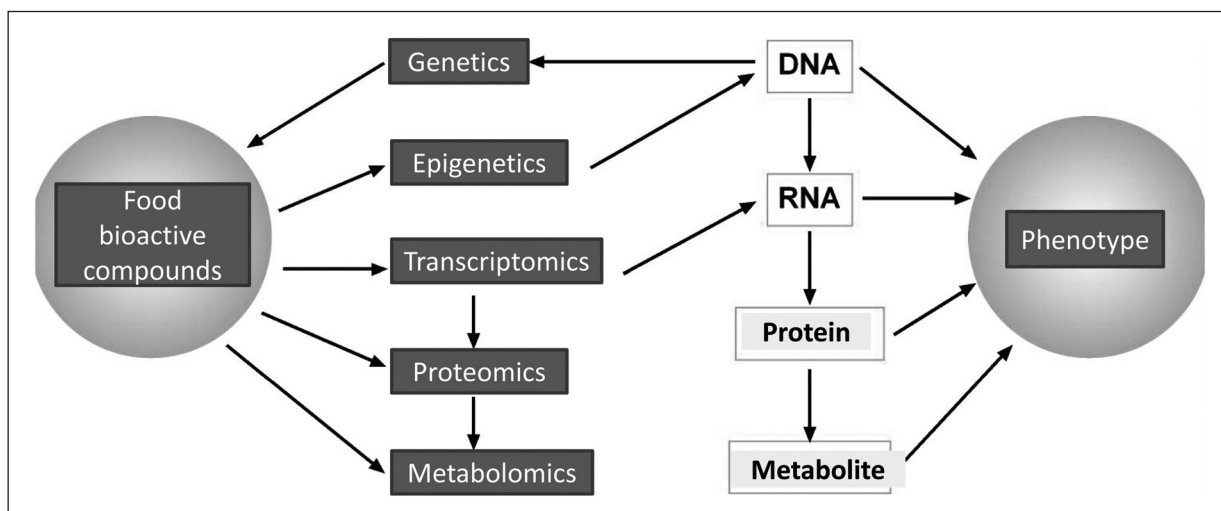 Genetics
DNA
Epigenetics
RNA
Food
bioactive
compounds
Phenotype
Transcriptomics
Protein
Proteomics
Metabolite
Metabolomics